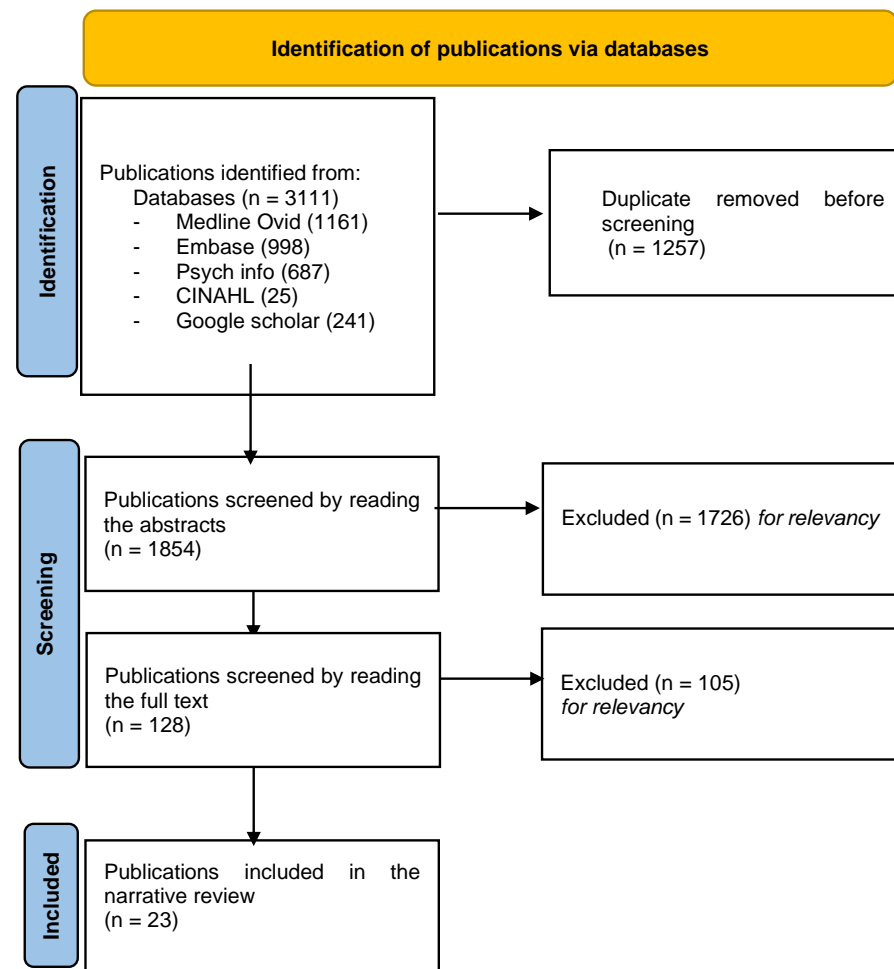 Identification of publications via databases
Identification
Publications identified from:
Databases (n = 3111)
- Medline Ovid (1161)
- Embase (998)
- Psych info (687)
- CINAHL (25)
- Google scholar (241)
Duplicate removed before
screening
(n = 1257)
Screening
Publications screened by reading
the abstracts
(n = 1854)
Excluded (n = 1726) for relevancy
Publications screened by reading
the full text
(n = 128)
Excluded (n = 105)
for relevancy
Included
Publications included in the
narrative review
(n = 23)